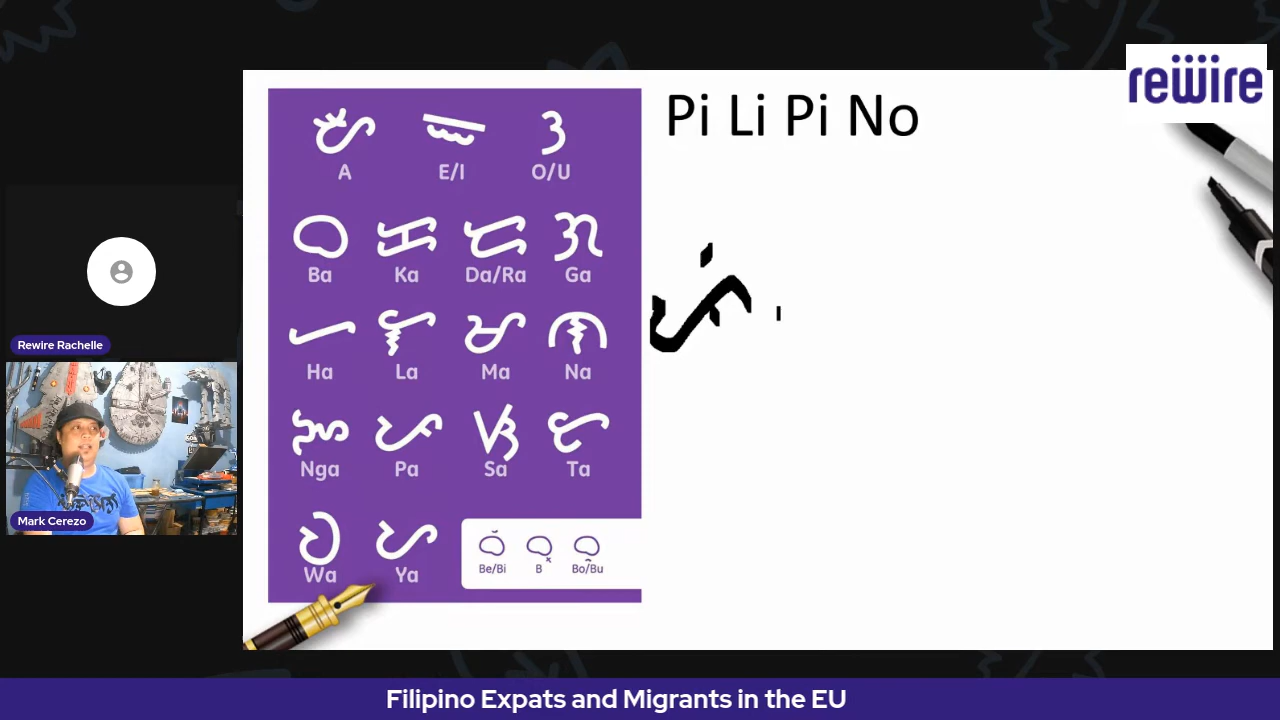 rewire
Pi Li Pi No
ᜀ ᜁ ᜂ
A E/I O/U
ᜊ ᜃ ᜇ ᜄ
Ba Ka Da/Ra Ga
ᜑ ᜎ ᜋ ᜈ
Ha La Ma Na
ᜅ ᜉ ᜐ ᜆ
Nga Pa Sa Ta
ᜏ ᜌ
Wa Ya
ᜊᜒ ᜊ᜔ ᜊᜓ
Be/Bi B Bo/Bu
ᜉᜒ
Rewire Rachelle
Mark Cerezo
Filipino Expats and Migrants in the EU